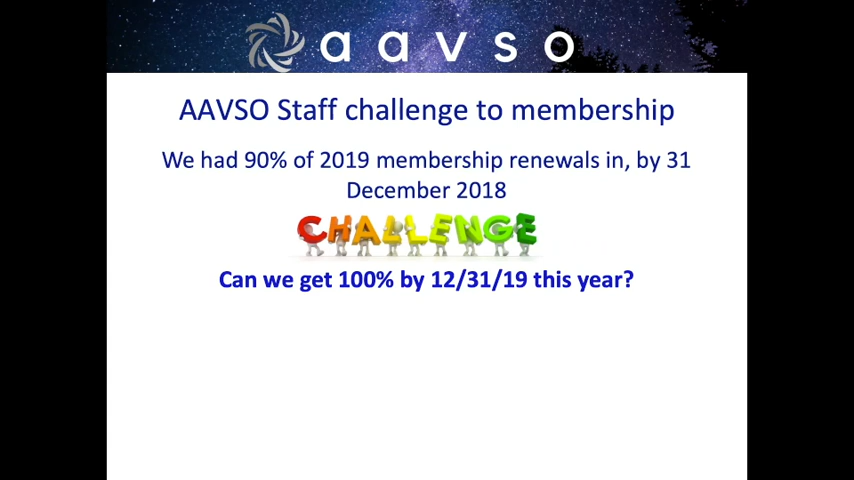 aavso
AAVSO Staff challenge to membership
We had 90% of 2019 membership renewals in, by 31
December 2018
CHALLENGE
Can we get 100% by 12/31/19 this year?